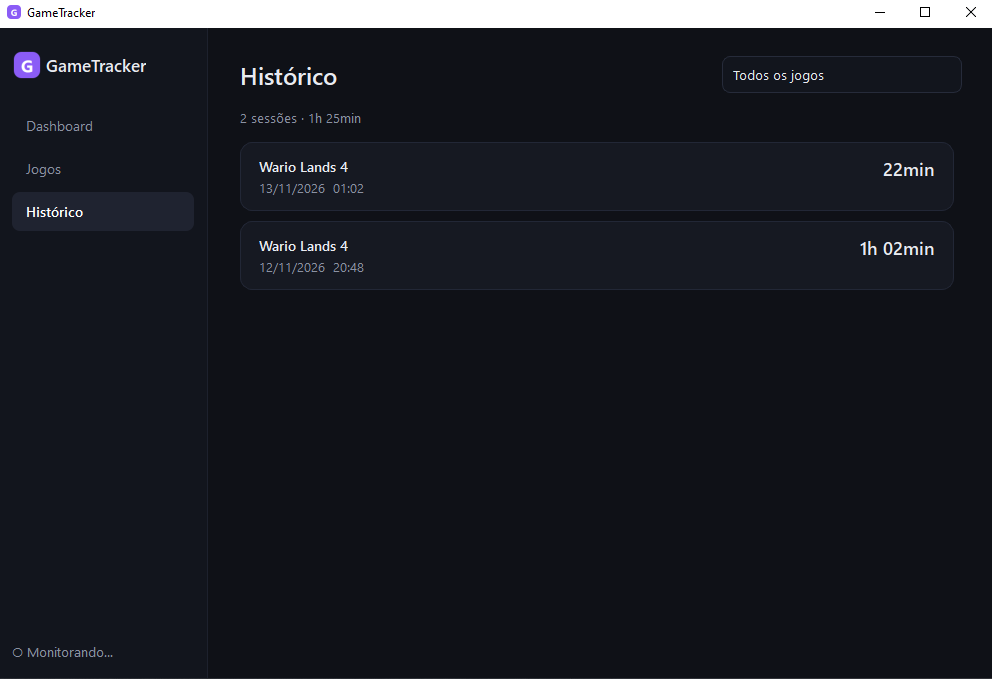 G GameTracker
G GameTracker
Dashboard
Jogos
Histórico
Monitorando...
Histórico
Todos os jogos
2 sessões · 1h 25min
Wario Lands 4
13/11/2026 01:02
22min
Wario Lands 4
12/11/2026 20:48
1h 02min